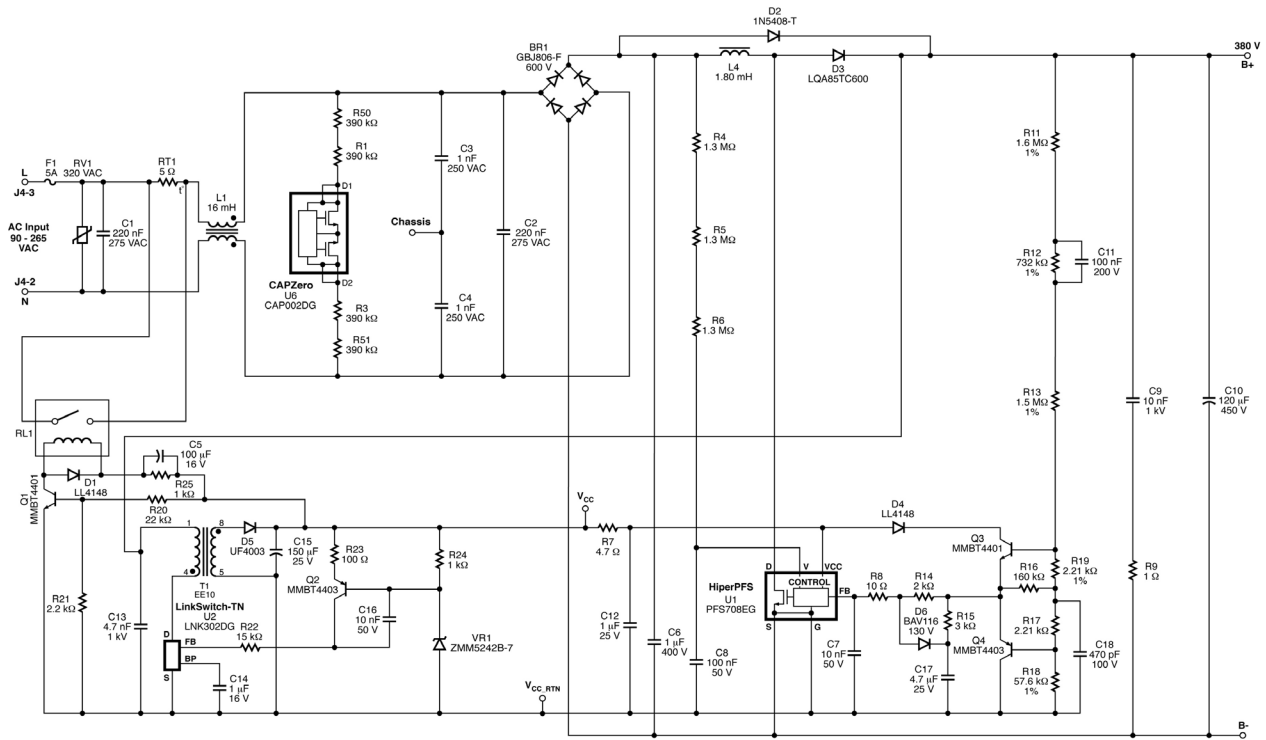 D2
1N5408-T
BR1
GBJ806-F
600 V
L4
1.80 mH
D3
LQA85TC600
380 V
B+
R50
390 kΩ
R1
390 kΩ
C3
1 nF
250 VAC
R4
1.3 MΩ
R11
1.6 MΩ
1%
F1
5A
RV1
320 VAC
RT1
5 Ω
t°
L
J4-3
L1
16 mH
D1
AC Input
90 - 265
VAC
C1
220 nF
275 VAC
Chassis
C2
220 nF
275 VAC
R5
1.3 MΩ
R12
732 kΩ
1%
C11
100 nF
200 V
J4-2
N
D2
CAPZero
U6
CAP002DG
R3
390 kΩ
C4
1 nF
250 VAC
R6
1.3 MΩ
R51
390 kΩ
R13
1.5 MΩ
1%
C9
10 nF
1 kV
C10
120 μF
450 V
RL1
C5
100 μF
16 V
Q1
MMBT4401
D1
LL4148
R25
1 kΩ
R20
22 kΩ
VCC
D4
LL4148
1
8
4
5
T1
EE10
D5
UF4003
C15
150 μF
25 V
R23
100 Ω
R24
1 kΩ
R7
4.7 Ω
Q3
MMBT4401
Q2
MMBT4403
D
V
VCC
CONTROL
FB
S
G
HiperPFS
U1
PFS708EG
R8
10 Ω
R14
2 kΩ
R16
160 kΩ
R19
2.21 kΩ
1%
R9
1 Ω
R21
2.2 kΩ
C13
4.7 nF
1 kV
LinkSwitch-TN
U2
LNK302DG
D
FB
BP
S
R22
15 kΩ
C16
10 nF
50 V
VR1
ZMM5242B-7
C12
1 μF
25 V
C6
1 μF
400 V
C8
100 nF
50 V
C7
10 nF
50 V
D6
BAV116
130 V
R15
3 kΩ
Q4
MMBT4403
R17
2.21 kΩ
C17
4.7 μF
25 V
R18
57.6 kΩ
1%
C18
470 pF
100 V
C14
1 μF
16 V
VCC_RTN
B-